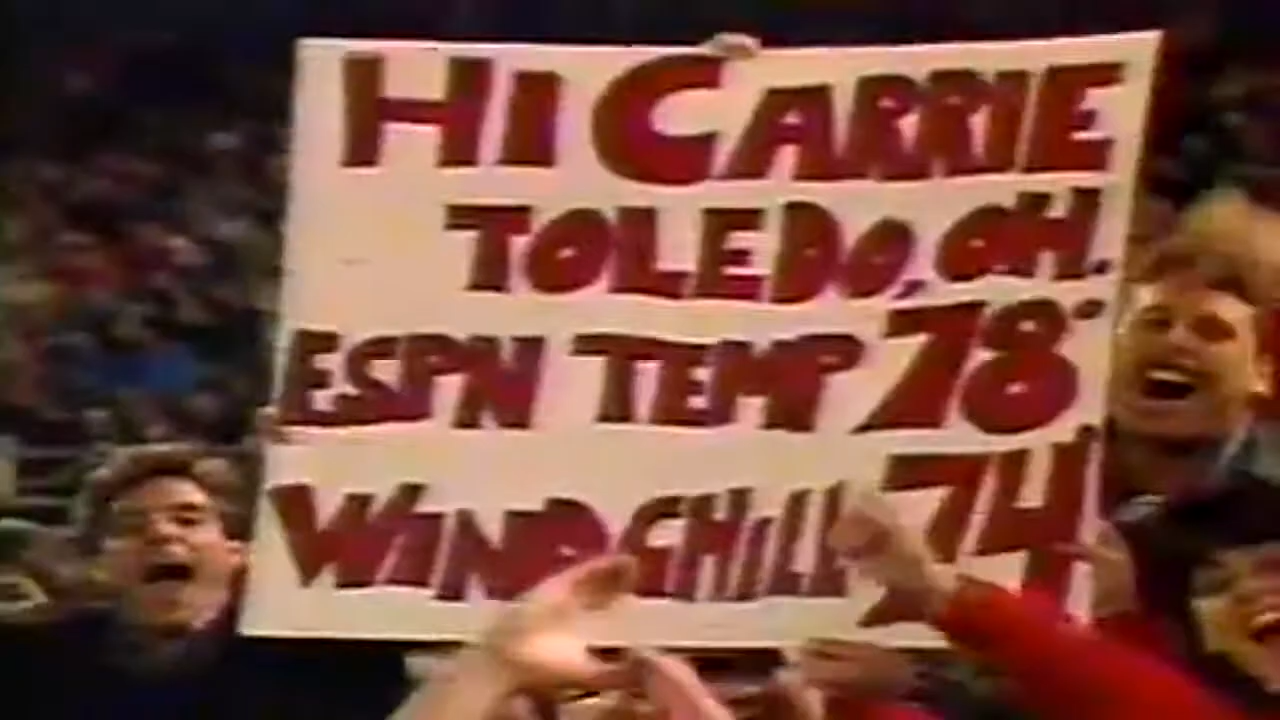 HI CARRIE
TOLEDO, OH.
ESPN TEMP 78°
WINDCHILL 74°